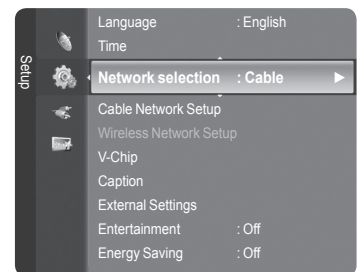 Setup
Language : English
Time
Network selection : Cable
Cable Network Setup
Wireless Network Setup
V-Chip
Caption
External Settings
Entertainment : Off
Energy Saving : Off